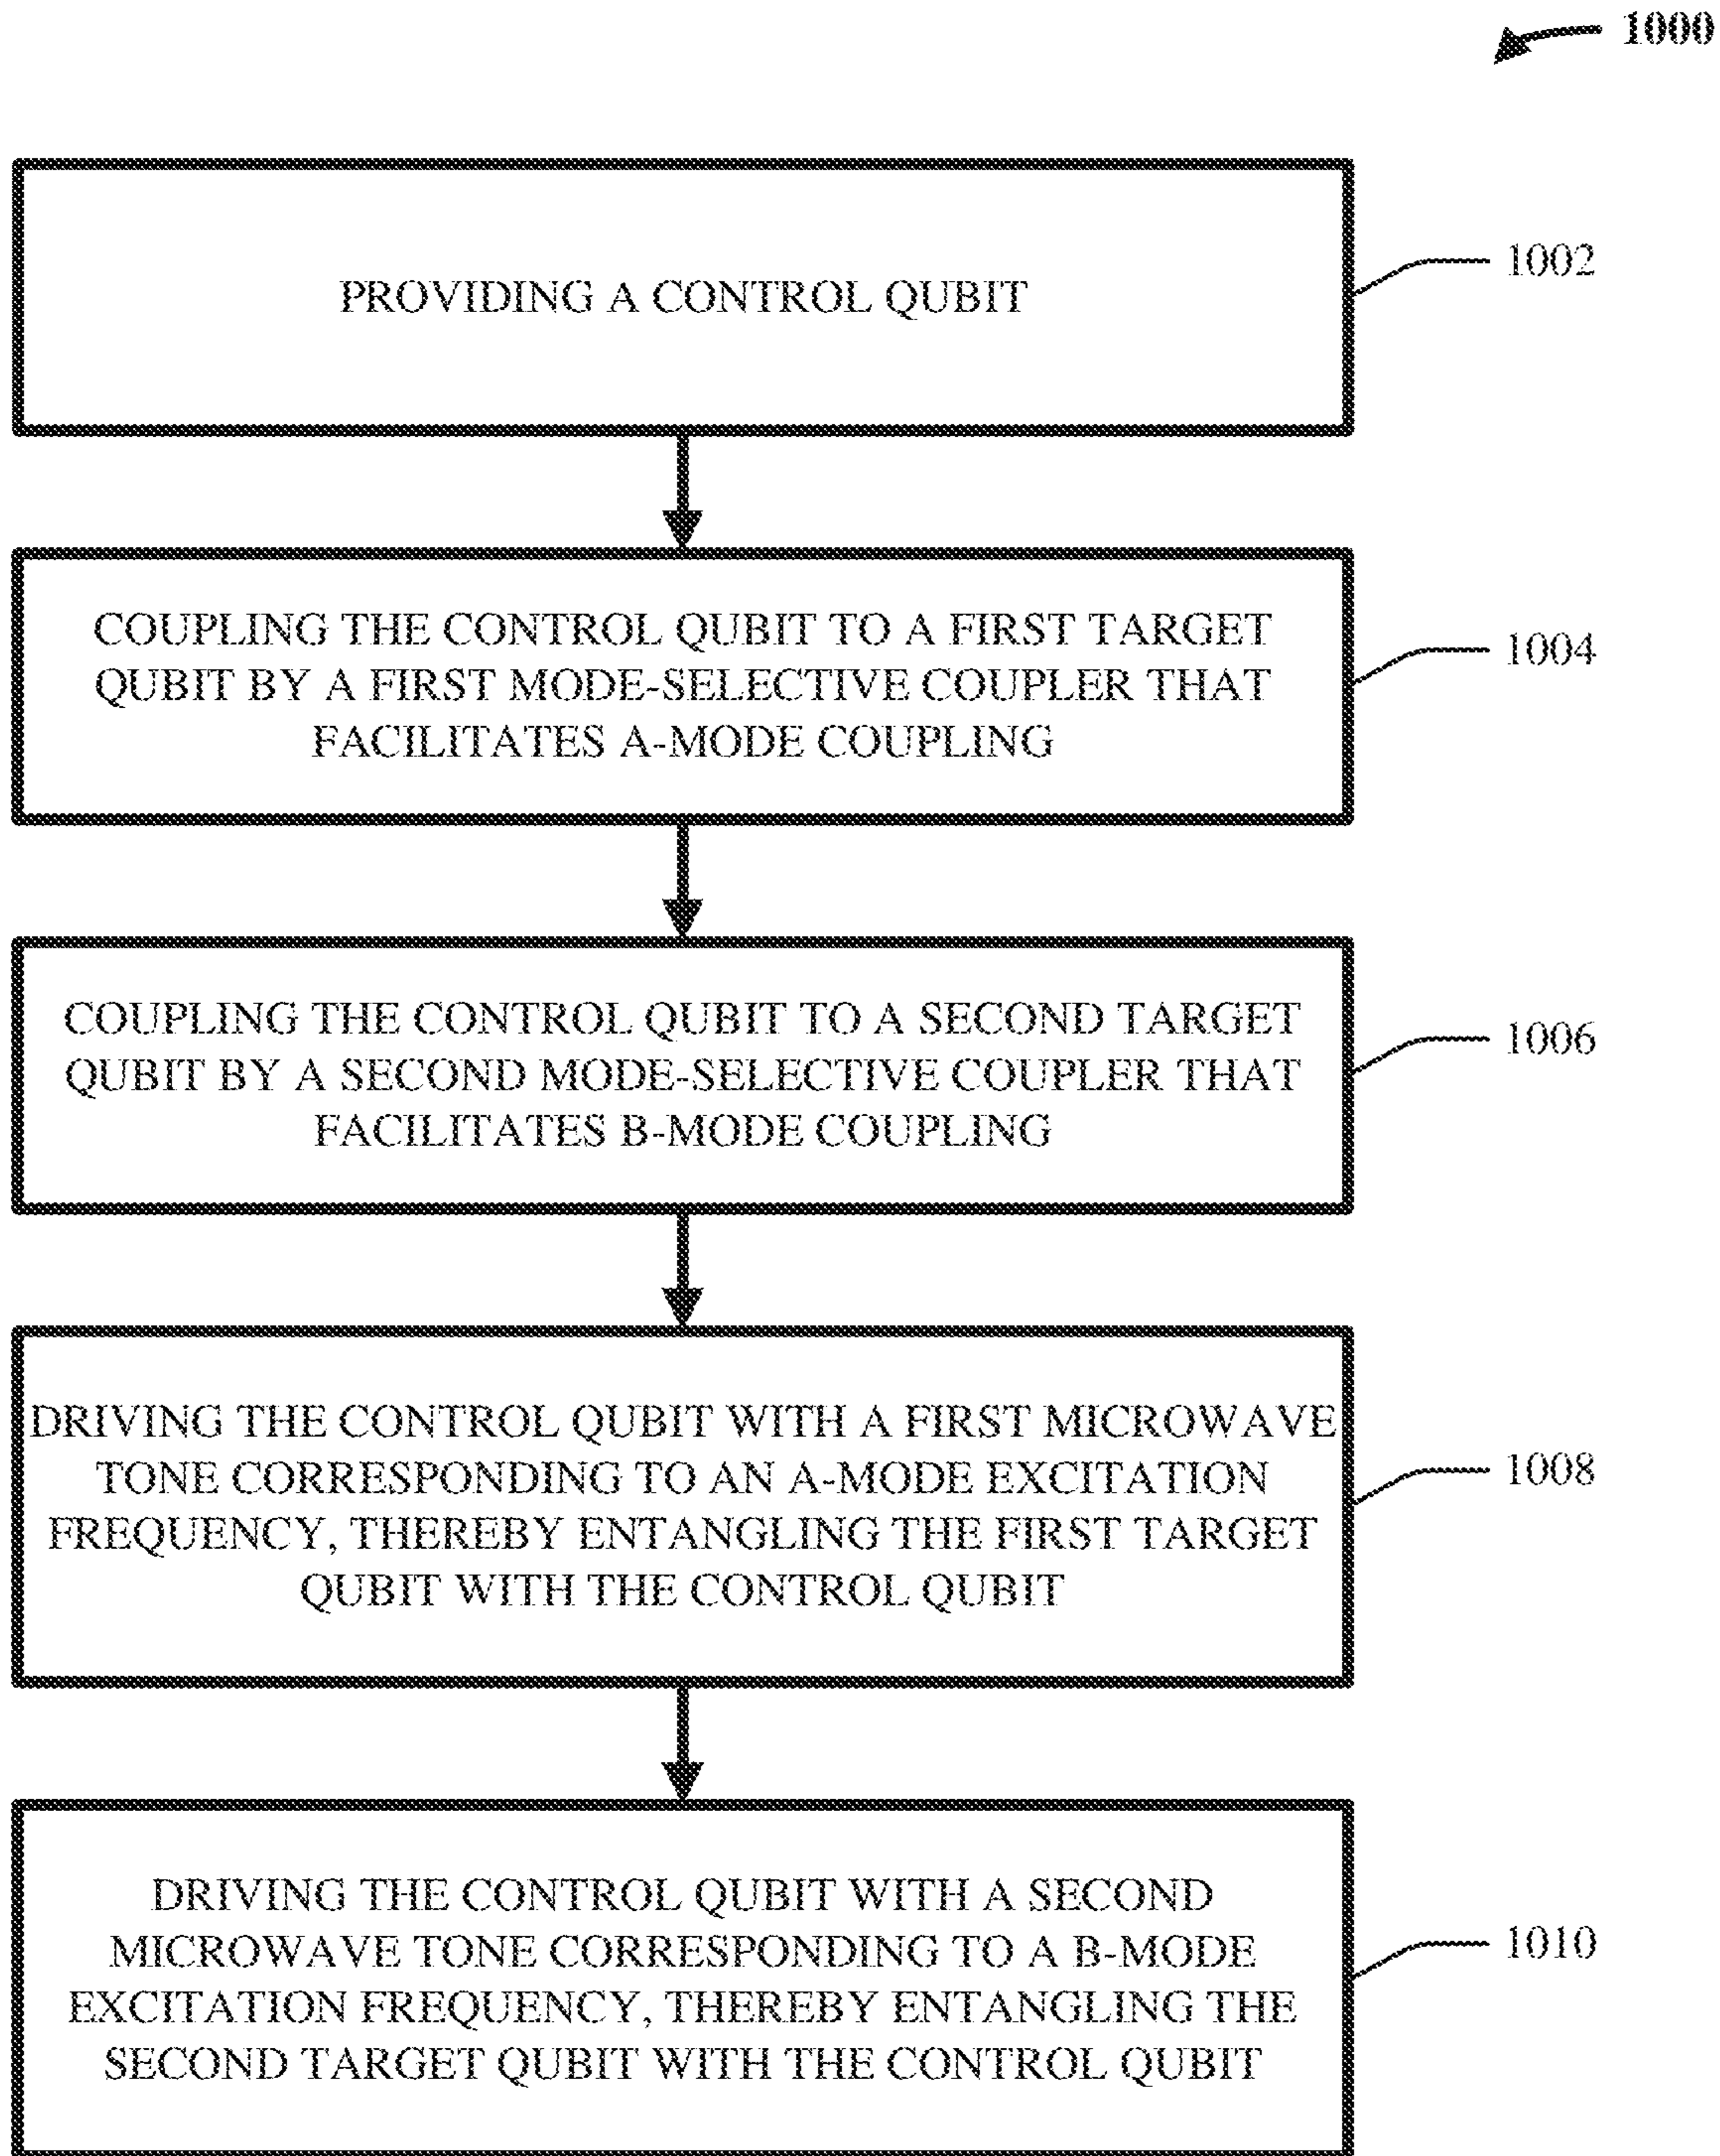 1000
PROVIDING A CONTROL QUBIT
1002
COUPLING THE CONTROL QUBIT TO A FIRST TARGET
QUBIT BY A FIRST MODE-SELECTIVE COUPLER THAT
FACILITATES A-MODE COUPLING
1004
COUPLING THE CONTROL QUBIT TO A SECOND TARGET
QUBIT BY A SECOND MODE-SELECTIVE COUPLER THAT
FACILITATES B-MODE COUPLING
1006
DRIVING THE CONTROL QUBIT WITH A FIRST MICROWAVE
TONE CORRESPONDING TO AN A-MODE EXCITATION
FREQUENCY, THEREBY ENTANGLING THE FIRST TARGET
QUBIT WITH THE CONTROL QUBIT
1008
DRIVING THE CONTROL QUBIT WITH A SECOND
MICROWAVE TONE CORRESPONDING TO A B-MODE
EXCITATION FREQUENCY, THEREBY ENTANGLING THE
SECOND TARGET QUBIT WITH THE CONTROL QUBIT
1010